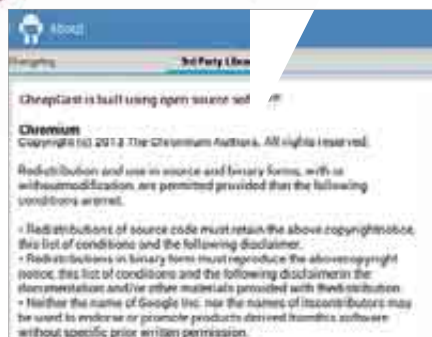 About
Changelog 3rd Party Libra
CheapCast is built using open source sof
Chromium
Copyright (c) 2013 The Chromium Authors. All rights reserved.
Redistribution and use in source and binary forms, with or
withoutmodification, are permitted provided that the following
conditions aremet:
• Redistributions of source code must retain the above copyrightnotice,
this list of conditions and the following disclaimer.
• Redistributions in binary form must reproduce the abovecopyright
notice, this list of conditions and the following disclaimerin the
documentation and/or other materials provided with thedistribution.
• Neither the name of Google Inc. nor the names of itscontributors may
be used to endorse or promote products derived fromthis software
without specific prior written permission.